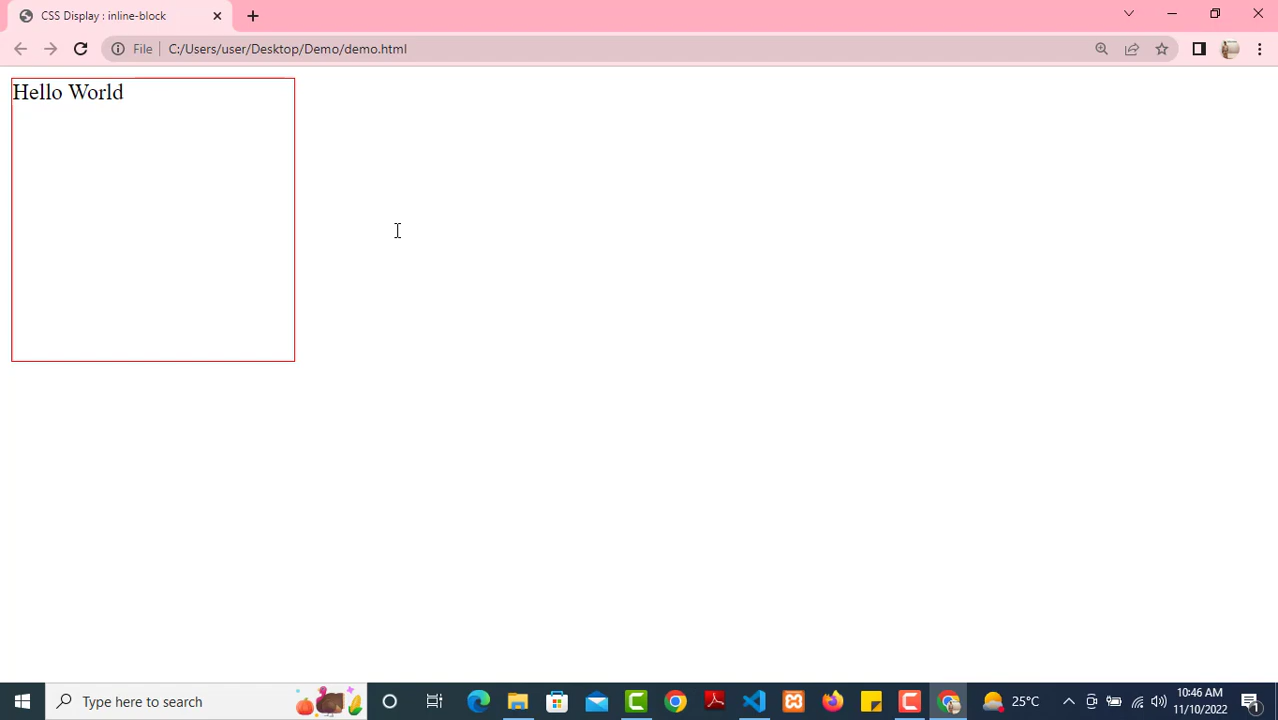 CSS Display : inline-block
File C:/Users/user/Desktop/Demo/demo.html
Hello World
Type here to search
25°C
10:46 AM
11/10/2022
1